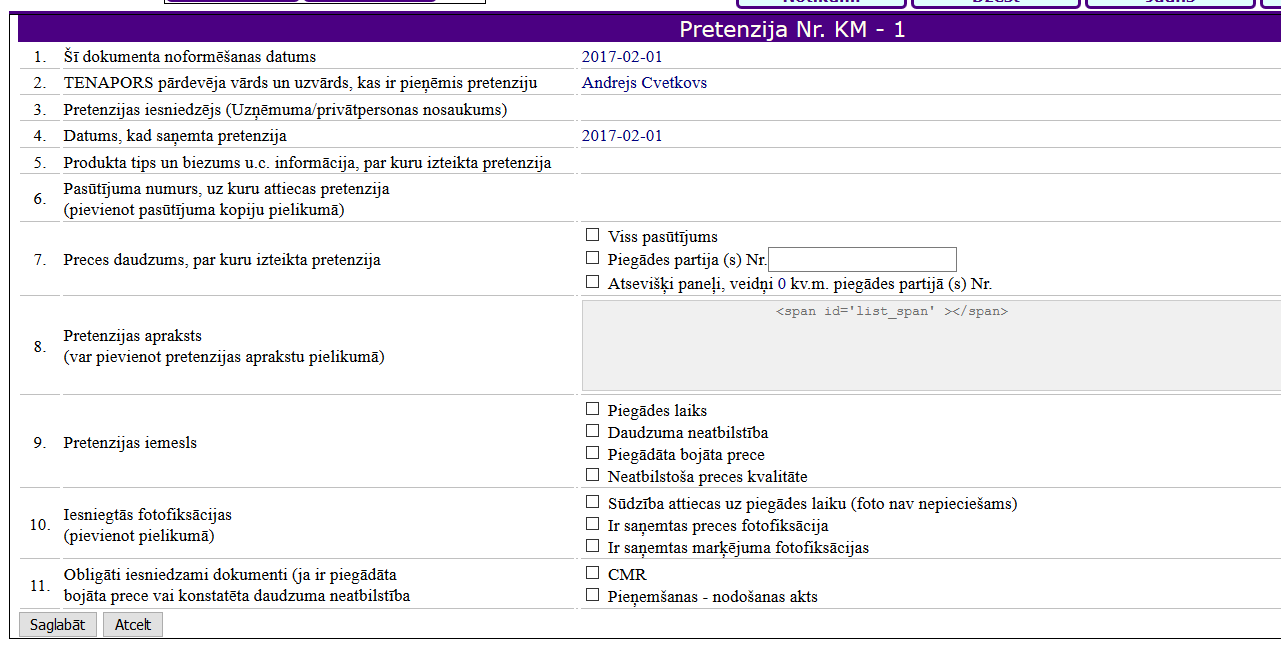 Pretenzija Nr. KM - 1
1. Šī dokumenta noformēšanas datums 2017-02-01
2. TENAPORS pārdevēja vārds un uzvārds, kas ir pieņēmis pretenziju Andrejs Cvetkovs
3. Pretenzijas iesniedzējs (Uzņēmuma/privātpersonas nosaukums)
4. Datums, kad saņemta pretenzija 2017-02-01
5. Produkta tips un biezums u.c. informācija, par kuru izteikta pretenzija
6. Pasūtījuma numurs, uz kuru attiecas pretenzija
(pievienot pasūtījuma kopiju pielikumā)
7. Preces daudzums, par kuru izteikta pretenzija
Viss pasūtījums
Piegādes partija (s) Nr.
Atsevišķi paneļi, veidņi 0 kv.m. piegādes partijā (s) Nr.
8. Pretenzijas apraksts
(var pievienot pretenzijas aprakstu pielikumā)
<span id='list_span' ></span>
9. Pretenzijas iemesls
Piegādes laiks
Daudzuma neatbilstība
Piegādāta bojāta prece
Neatbilstoša preces kvalitāte
10. Iesniegtās fotofiksācijas
(pievienot pielikumā)
Sūdzība attiecas uz piegādes laiku (foto nav nepieciešams)
Ir saņemtas preces fotofiksācija
Ir saņemtas marķējuma fotofiksācijas
11. Obligāti iesniedzami dokumenti (ja ir piegādāta
bojāta prece vai konstatēta daudzuma neatbilstība
CMR
Pieņemšanas - nodošanas akts
Saglabāt Atcelt